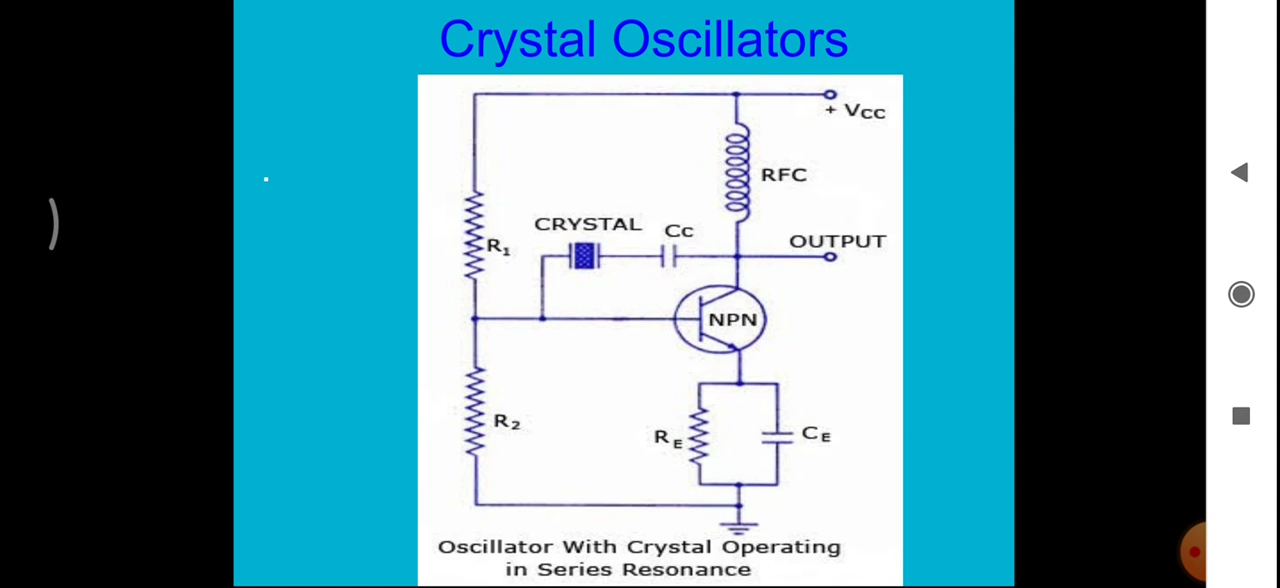 Crystal Oscillators
+ VCC
RFC
CRYSTAL
Cc
OUTPUT
R1
NPN
R2
RE
CE
Oscillator With Crystal Operating
in Series Resonance